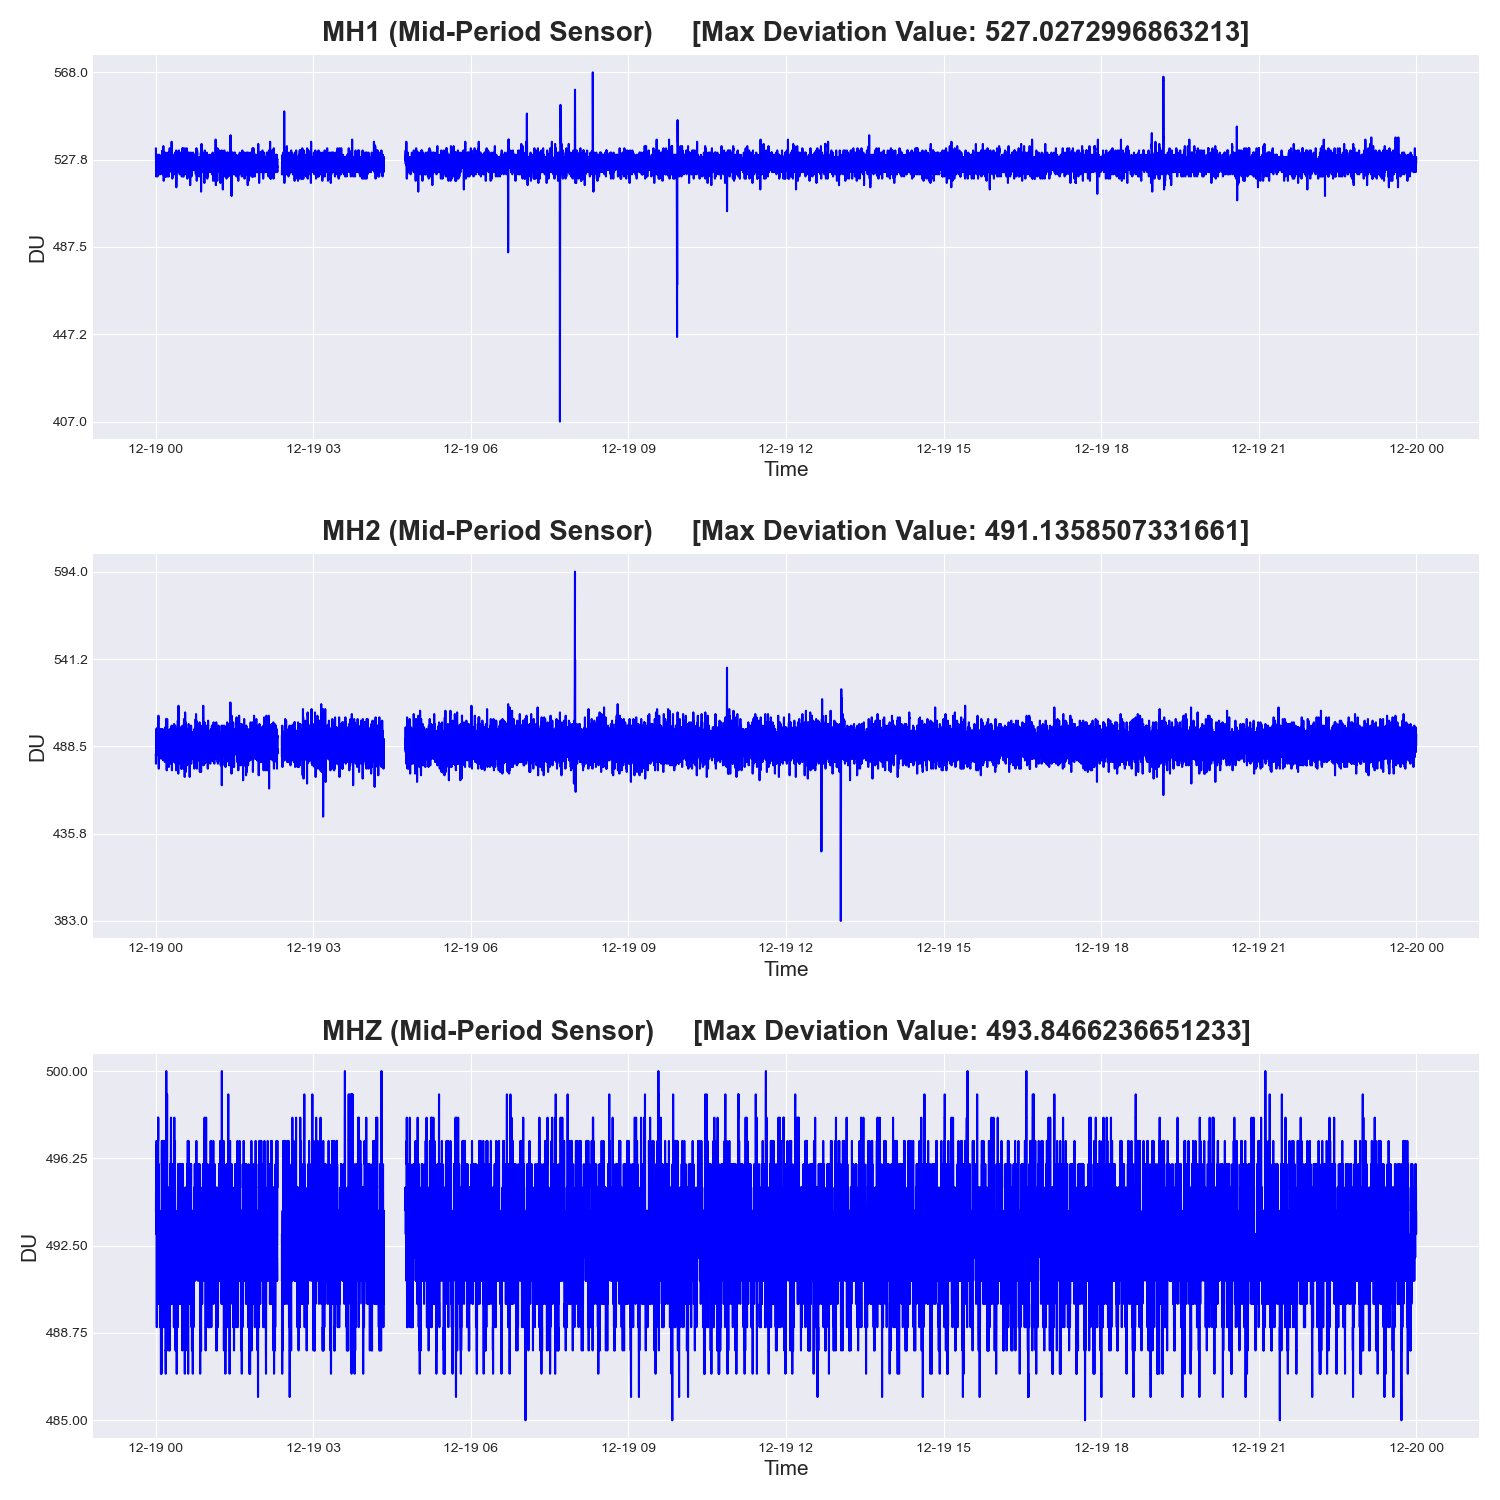 MH1 (Mid-Period Sensor) [Max Deviation Value: 527.0272996863213]
568.0
527.8
487.5
447.2
407.0
DU
12-19 00 12-19 03 12-19 06 12-19 09 12-19 12 12-19 15 12-19 18 12-19 21 12-20 00
Time
MH2 (Mid-Period Sensor) [Max Deviation Value: 491.1358507331661]
594.0
541.2
488.5
435.8
383.0
DU
12-19 00 12-19 03 12-19 06 12-19 09 12-19 12 12-19 15 12-19 18 12-19 21 12-20 00
Time
MHZ (Mid-Period Sensor) [Max Deviation Value: 493.8466236651233]
500.00
496.25
492.50
488.75
485.00
DU
12-19 00 12-19 03 12-19 06 12-19 09 12-19 12 12-19 15 12-19 18 12-19 21 12-20 00
Time